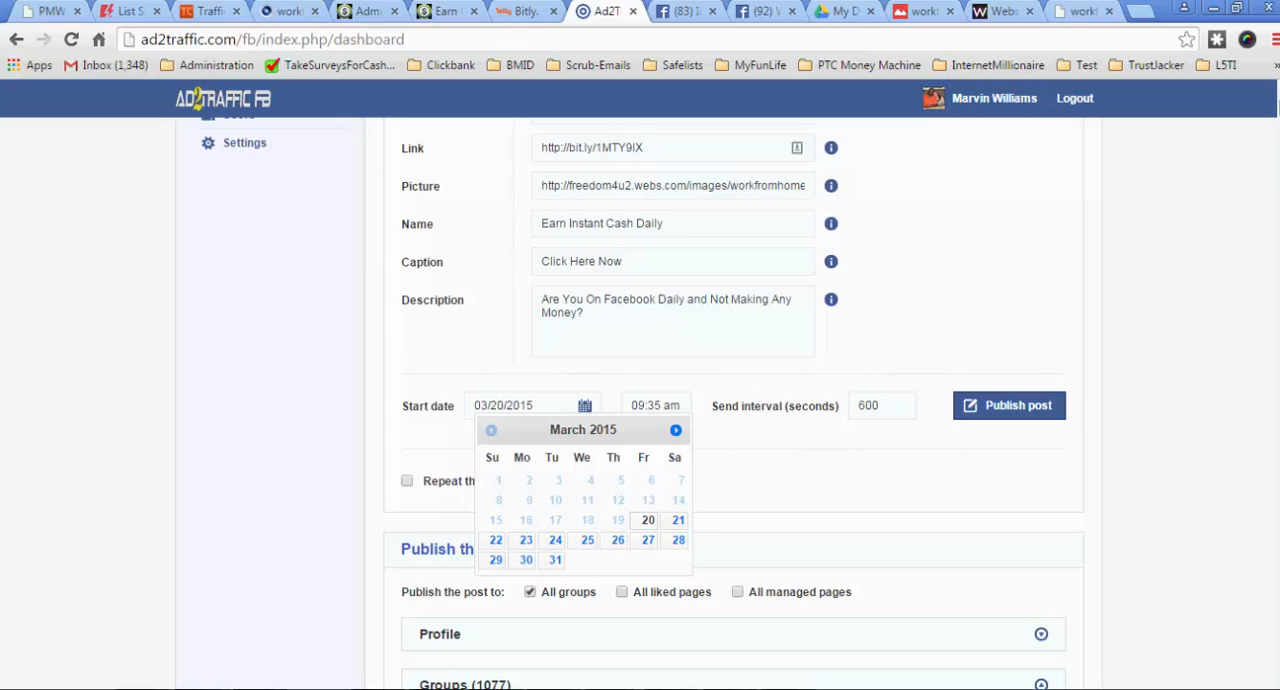 PMW
List S
Traffi
work
Admi
Earn
bitly Bitly.
Ad2T
(83) I
(92) V
My D
workf
Webs
workf
ad2traffic.com/fb/index.php/dashboard
Apps Inbox (1,348) Administration TakeSurveysForCash... Clickbank BMID Scrub-Emails Safelists MyFunLife PTC Money Machine InternetMillionaire Test TrustJacker L5TI
AD2TRAFFIC FB Marvin Williams Logout
Settings
Link http://bit.ly/1MTY9IX
Picture http://freedom4u2.webs.com/images/workfromhome
Name Earn Instant Cash Daily
Caption Click Here Now
Description Are You On Facebook Daily and Not Making Any
Money?
Start date 03/20/2015 09:35 am Send interval (seconds) 600 Publish post
March 2015
Su Mo Tu We Th Fr Sa
1 2 3 4 5 6 7
8 9 10 11 12 13 14
15 16 17 18 19 20 21
22 23 24 25 26 27 28
29 30 31
Repeat th
Publish th
Publish the post to: All groups All liked pages All managed pages
Profile
Groups (1077)